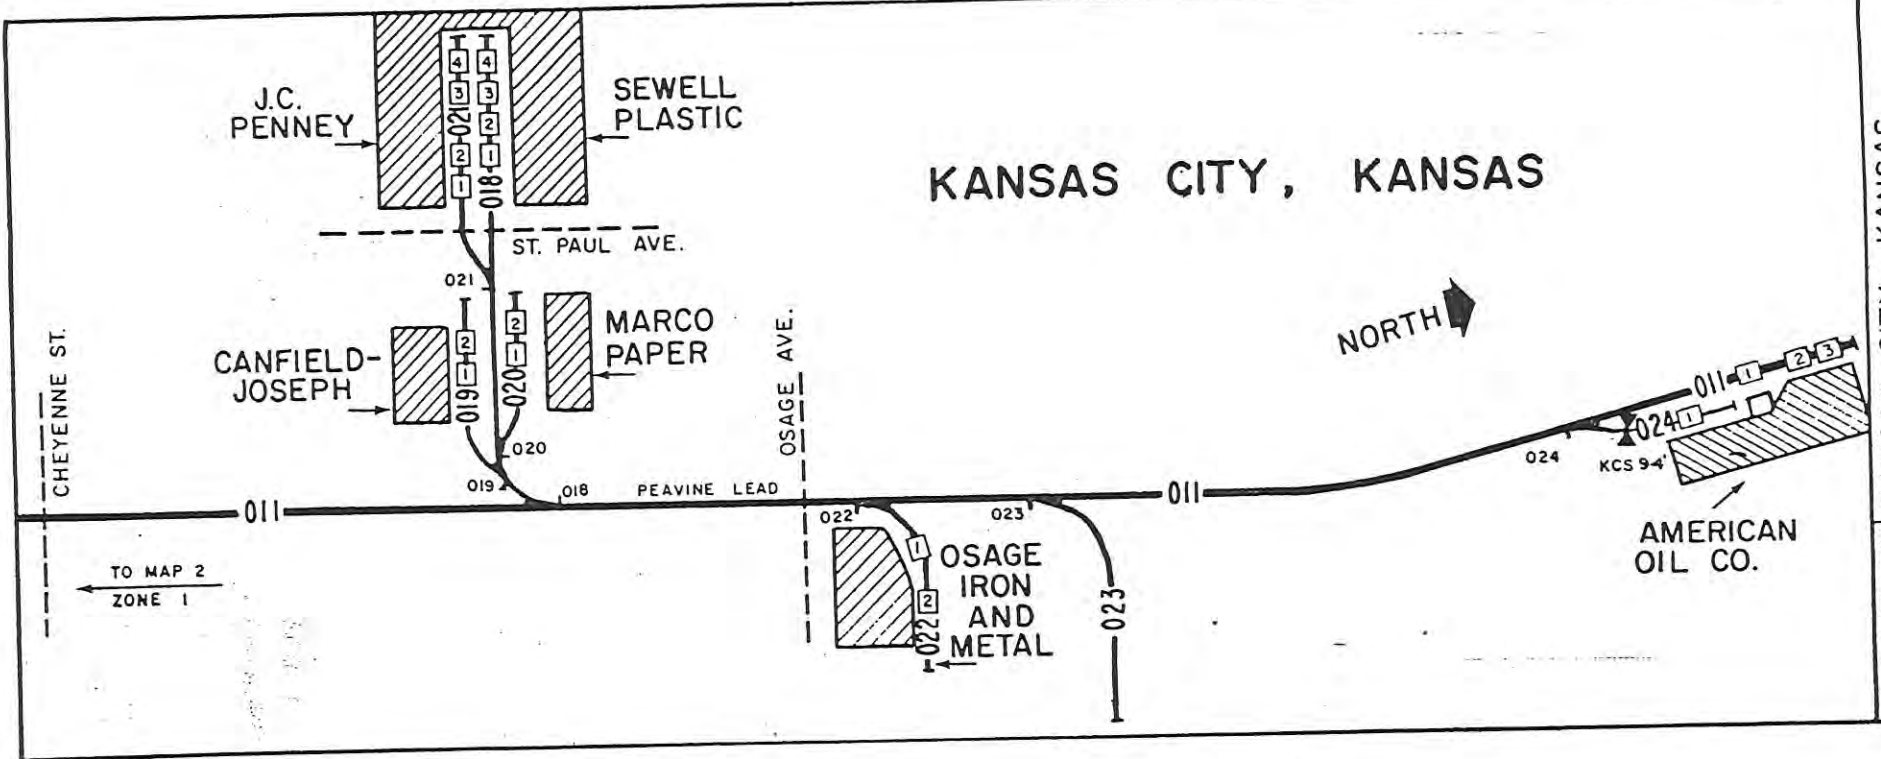 J.C.
PENNEY
4
3
021
2
1
4
3
2
1
018
SEWELL
PLASTIC
KANSAS CITY, KANSAS
ST. PAUL AVE.
021
CANFIELD-
JOSEPH
2
1
019
2
1
020
MARCO
PAPER
NORTH
CHEYENNE ST.
OSAGE AVE.
020
019
018
PEAVINE LEAD
011
011
011
1
2
3
024
1
024
KCS 94'
AMERICAN
OIL CO.
022
023
1
2
022
OSAGE
IRON
AND
METAL
023
TO MAP 2
ZONE 1
KANSAS